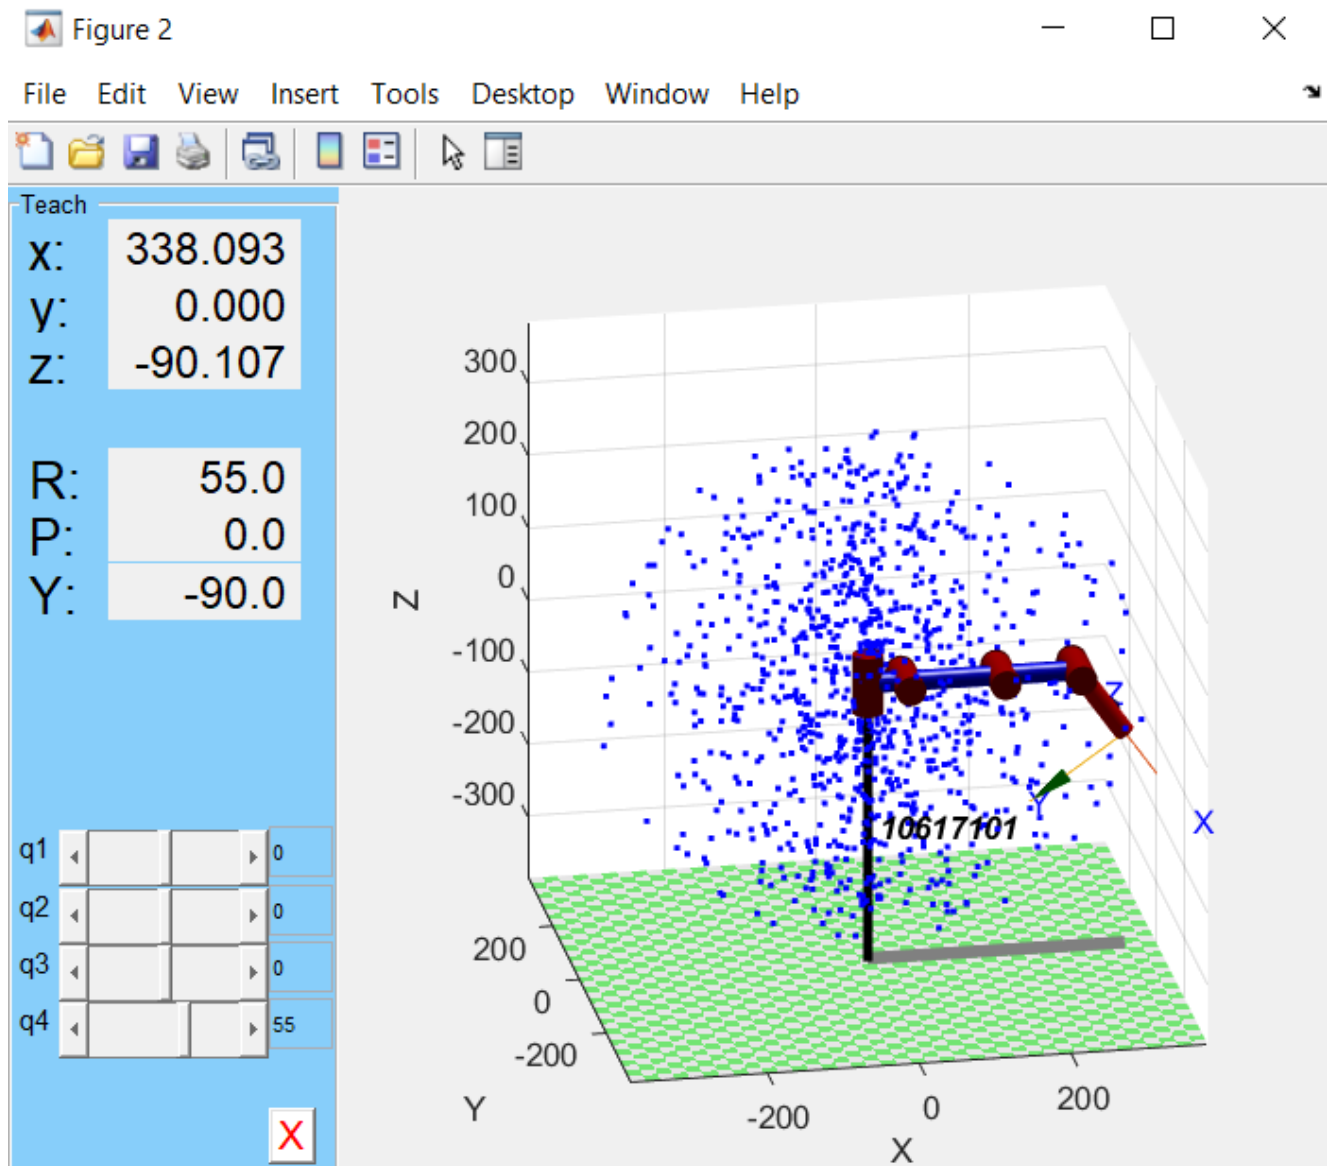 Figure 2
File Edit View Insert Tools Desktop Window Help
Teach
x: 338.093
y: 0.000
z: -90.107
R: 55.0
P: 0.0
Y: -90.0
q1 0
q2 0
q3 0
q4 55
X
300
200
100
0
-100
-200
-300
Z
Z
Y
X
10617101
200
0
-200
Y
-200
0
200
X